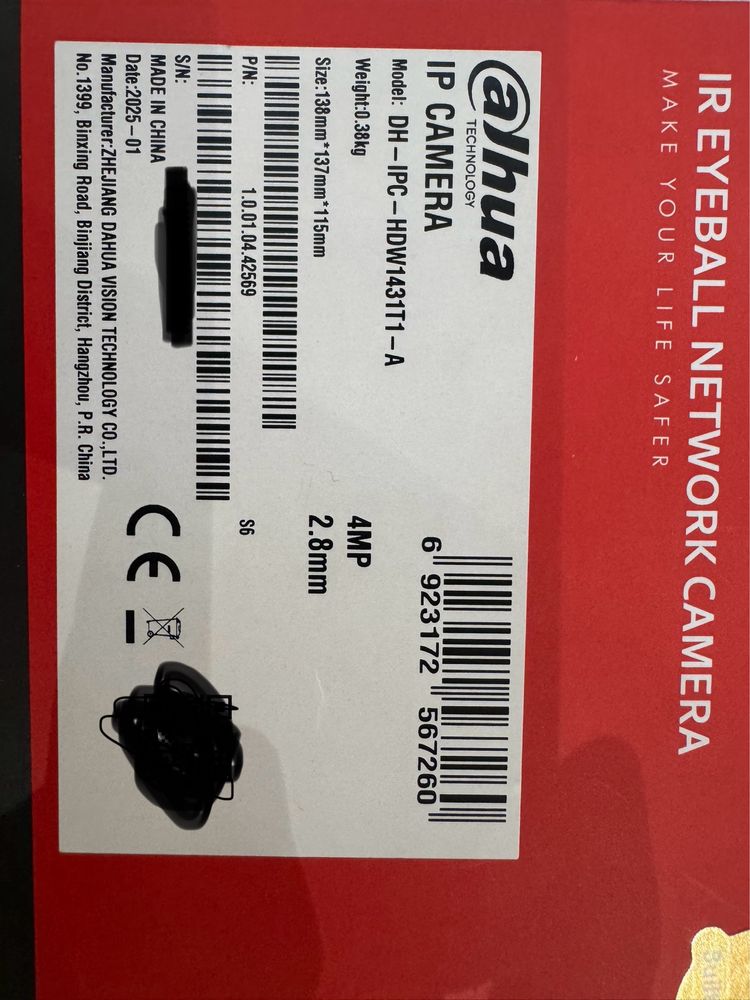 IR EYEBALL NETWORK CAMERA
MAKE YOUR LIFE SAFER
alhua
TECHNOLOGY
IP CAMERA
6 923172 567260
Model: DH-IPC-HDW1431T1-A
Weight:0.38kg
4MP
Size:138mm*137mm*115mm
2.8mm
P/N: 1.0.01.04.42569
S6
S/N:
MADE IN CHINA
Date:2025-01
Manufacturer:ZHEJIANG DAHUA VISION TECHNOLOGY CO.,LTD.
No.1399, Binxing Road, Binjiang District, Hangzhou, P.R. China
CE